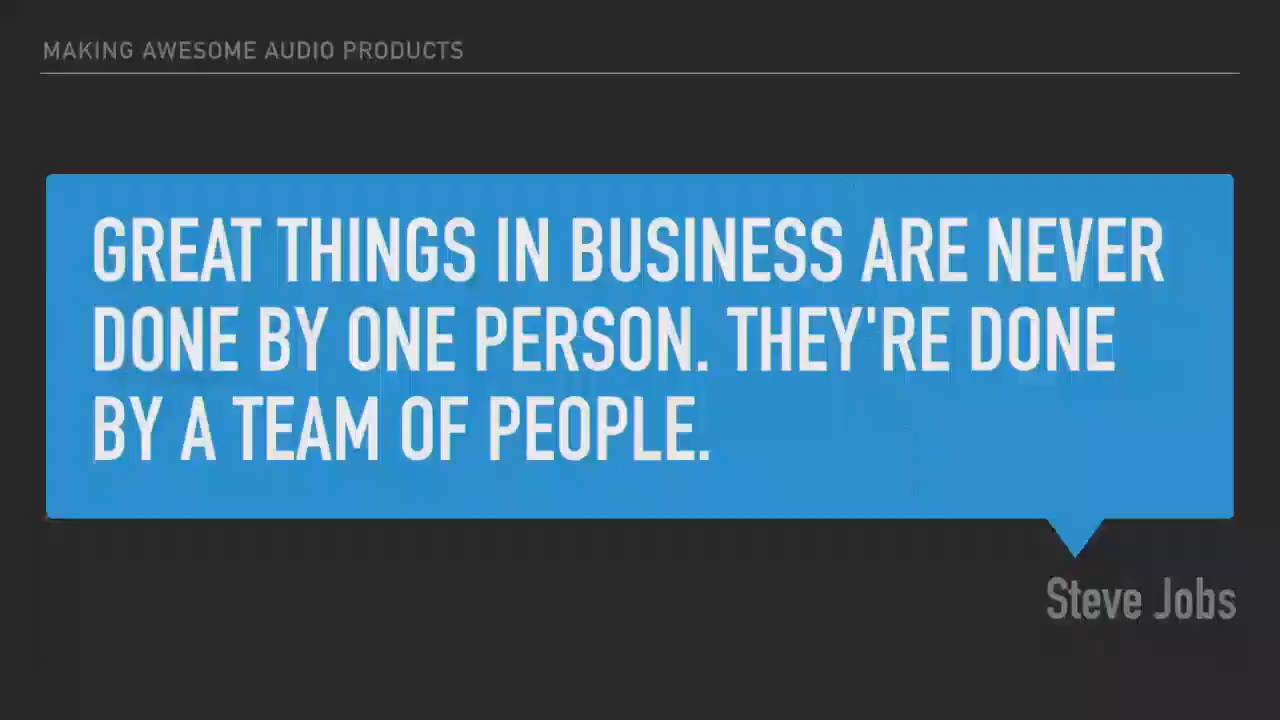 MAKING AWESOME AUDIO PRODUCTS
GREAT THINGS IN BUSINESS ARE NEVER
DONE BY ONE PERSON. THEY'RE DONE
BY A TEAM OF PEOPLE.
Steve Jobs